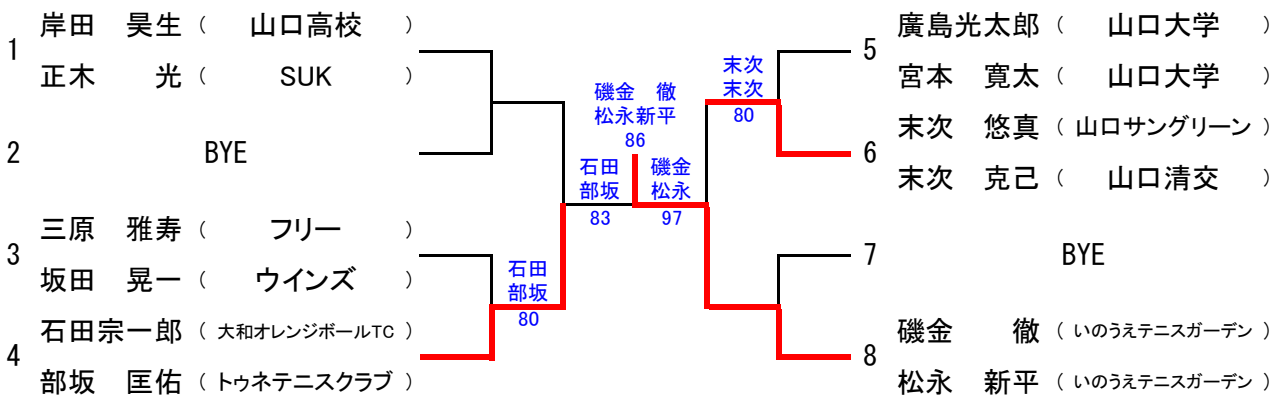 1
岸田　昊生（　山口高校　）
正木　　光（　SUK　）
2
BYE
3
三原　雅寿（　フリー　）
坂田　晃一（　ウインズ　）
4
石田宗一郎（ 大和オレンジボールTC ）
部坂　匡佑（ トゥネテニスクラブ ）
石田
部坂
80
石田
部坂
83
磯金　徹
松永新平
86
磯金
松永
97
末次
末次
80
5
廣島光太郎（　山口大学　）
宮本　寛太（　山口大学　）
6
末次　悠真（ 山口サングリーン ）
末次　克己（　山口清交　）
7
BYE
8
磯金　　徹（ いのうえテニスガーデン ）
松永　新平（ いのうえテニスガーデン ）